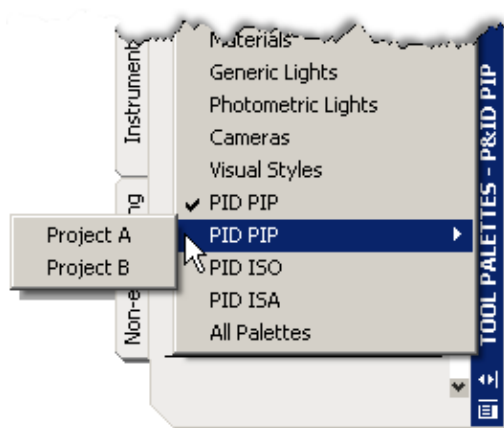 Materials
Generic Lights
Photometric Lights
Cameras
Visual Styles
PID PIP
PID PIP
PID ISO
PID ISA
All Palettes
Project A
Project B
Instrument
ng
Non-e
TOOL PALETTES - P&ID PIP